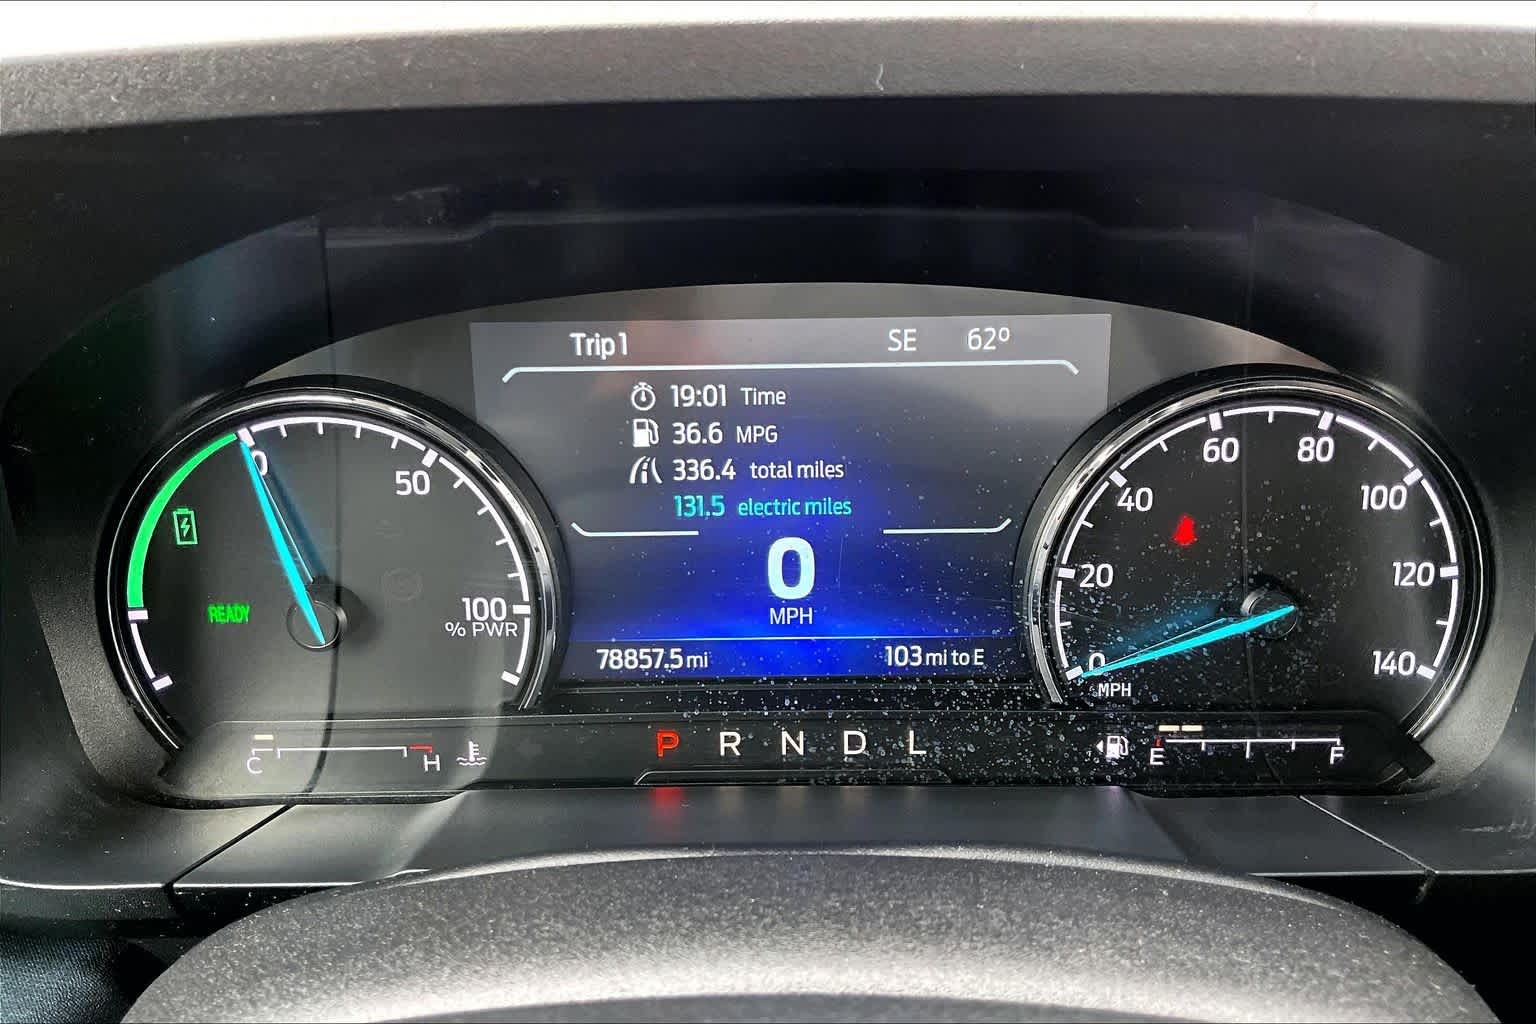 Trip 1 SE 62º
19:01 Time
36.6 MPG
336.4 total miles
131.5 electric miles
0
MPH
78857.5 mi 103 mi to E
0
50
100
% PWR
READY
0
20
40
60
80
100
120
140
MPH
C H
P R N D L
E F